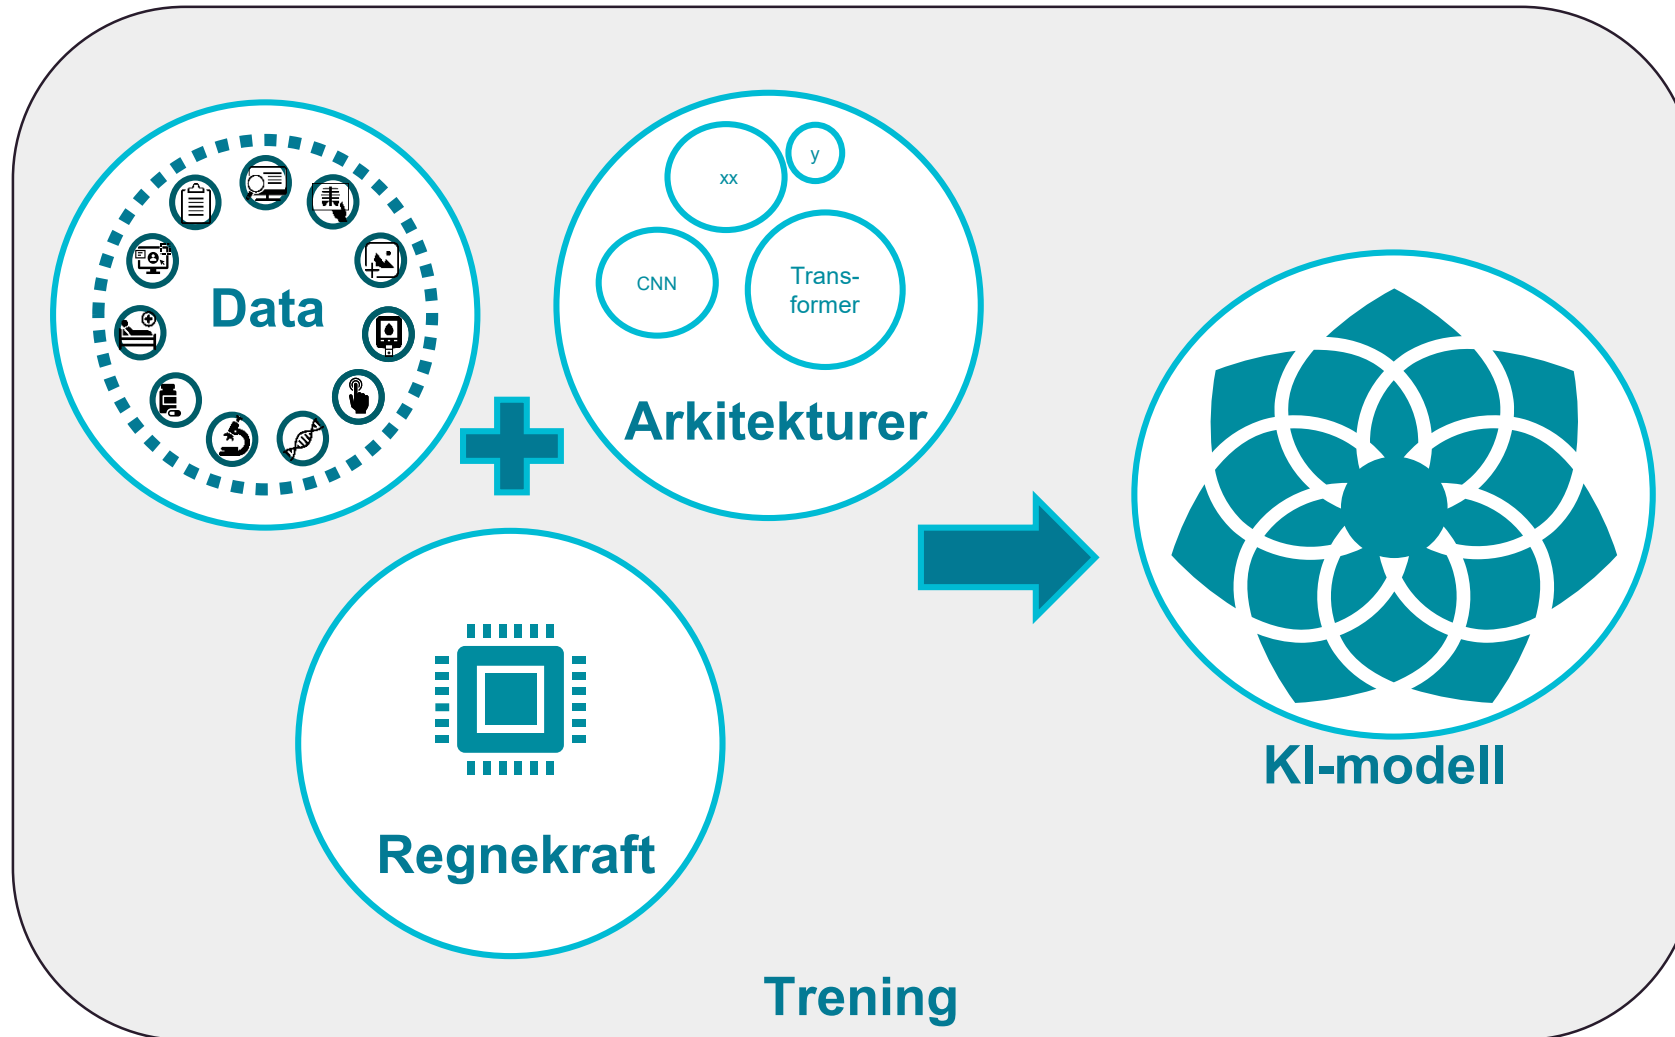 Data
xx
y
CNN
Trans-
former
Arkitekturer
Regnekraft
KI-modell
Trening